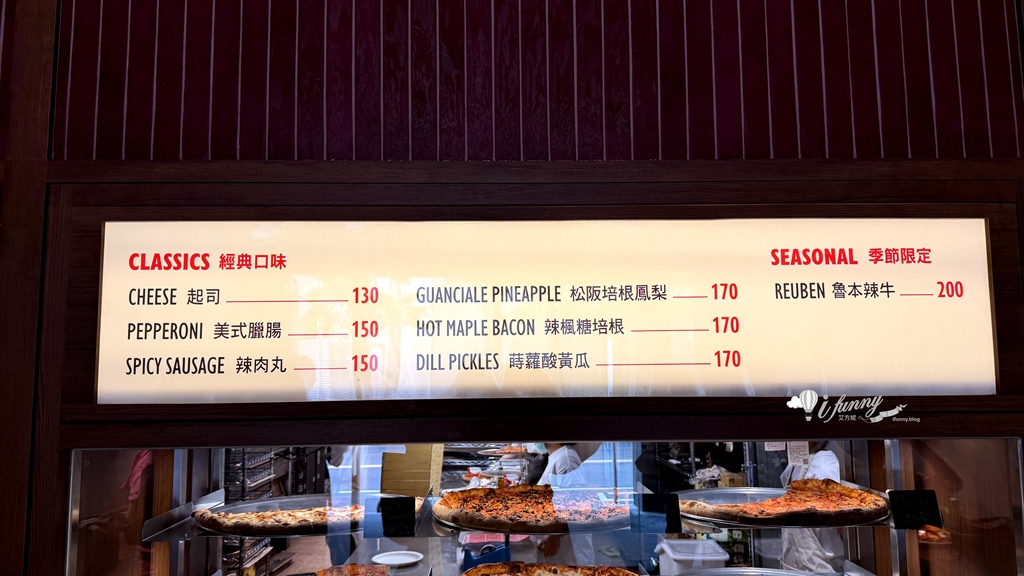 CLASSICS 經典口味
CHEESE 起司 130
PEPPERONI 美式臘腸 150
SPICY SAUSAGE 辣肉丸 150
GUANCIALE PINEAPPLE 松阪培根鳳梨 170
HOT MAPLE BACON 辣楓糖培根 170
DILL PICKLES 蒔蘿酸黃瓜 170
SEASONAL 季節限定
REUBEN 魯本辣牛 200
i funny
艾方妮
ifunny.blog